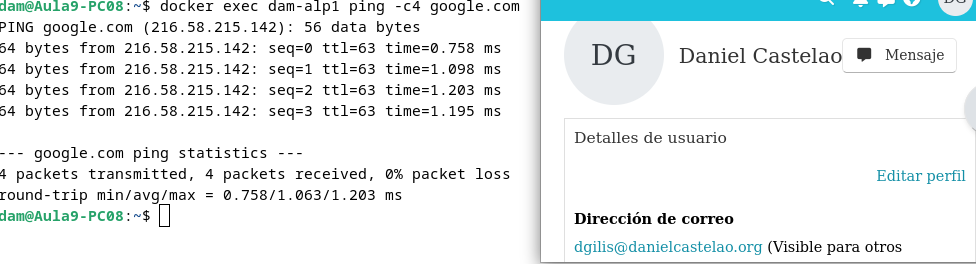 dam@Aula9-PC08:~$ docker exec dam-alp1 ping -c4 google.com
PING google.com (216.58.215.142): 56 data bytes
64 bytes from 216.58.215.142: seq=0 ttl=63 time=0.758 ms
64 bytes from 216.58.215.142: seq=1 ttl=63 time=1.098 ms
64 bytes from 216.58.215.142: seq=2 ttl=63 time=1.203 ms
64 bytes from 216.58.215.142: seq=3 ttl=63 time=1.195 ms
--- google.com ping statistics ---
4 packets transmitted, 4 packets received, 0% packet loss
round-trip min/avg/max = 0.758/1.063/1.203 ms
dam@Aula9-PC08:~$
DG
DG
Daniel Castelao
Mensaje
Detalles de usuario
Editar perfil
Dirección de correo
dgilis@danielcastelao.org (Visible para otros